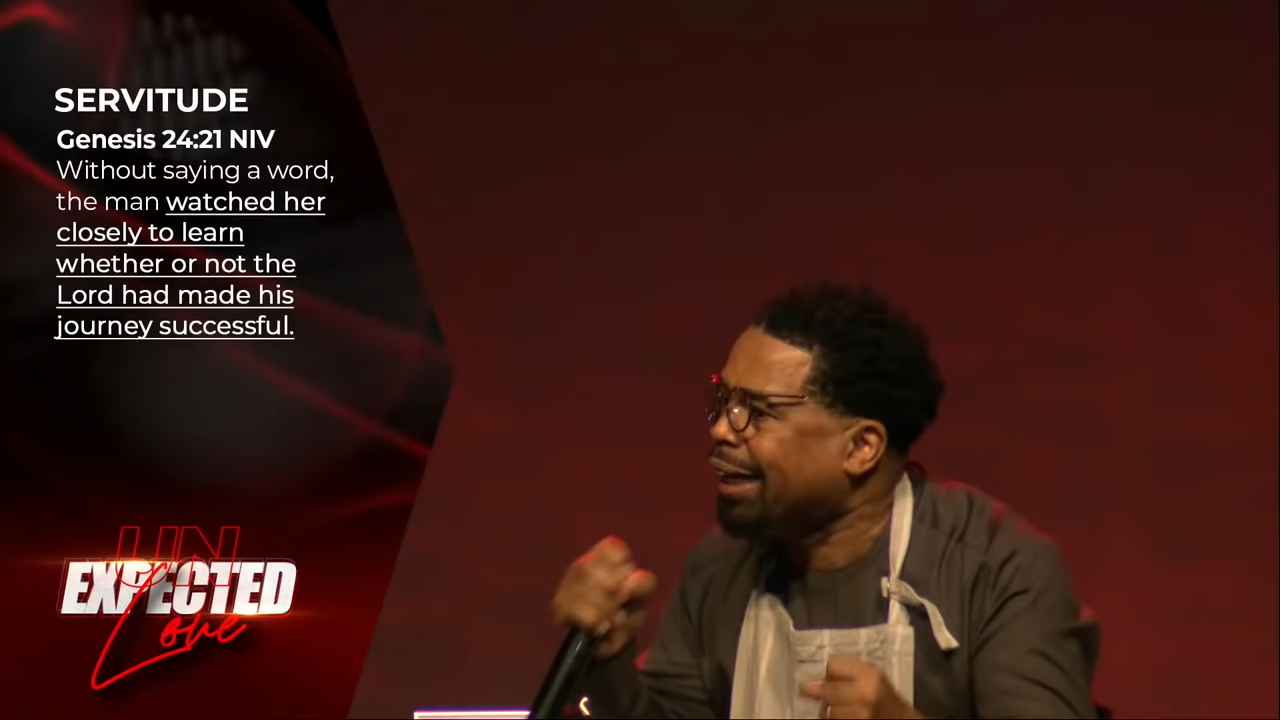 SERVITUDE
Genesis 24:21 NIV
Without saying a word,
the man watched her
closely to learn
whether or not the
Lord had made his
journey successful.
UN
EXPECTED
Love